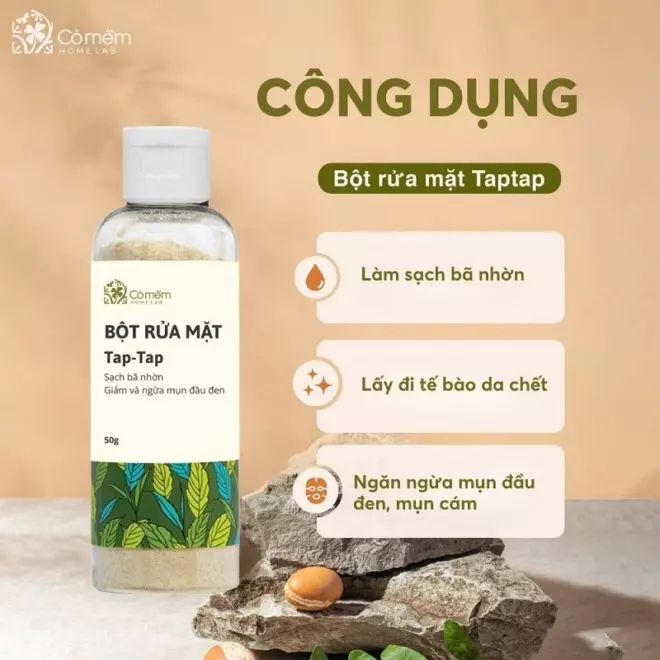 Cỏ mềm
HOME LAB
CÔNG DỤNG
Bột rửa mặt Taptap
Làm sạch bã nhờn
Lấy đi tế bào da chết
Ngăn ngừa mụn đầu
đen, mụn cám
Cỏ mềm
HOME LAB
BỘT RỬA MẶT
Tap-Tap
Sạch bã nhờn
Giảm và ngừa mụn đầu đen
50g